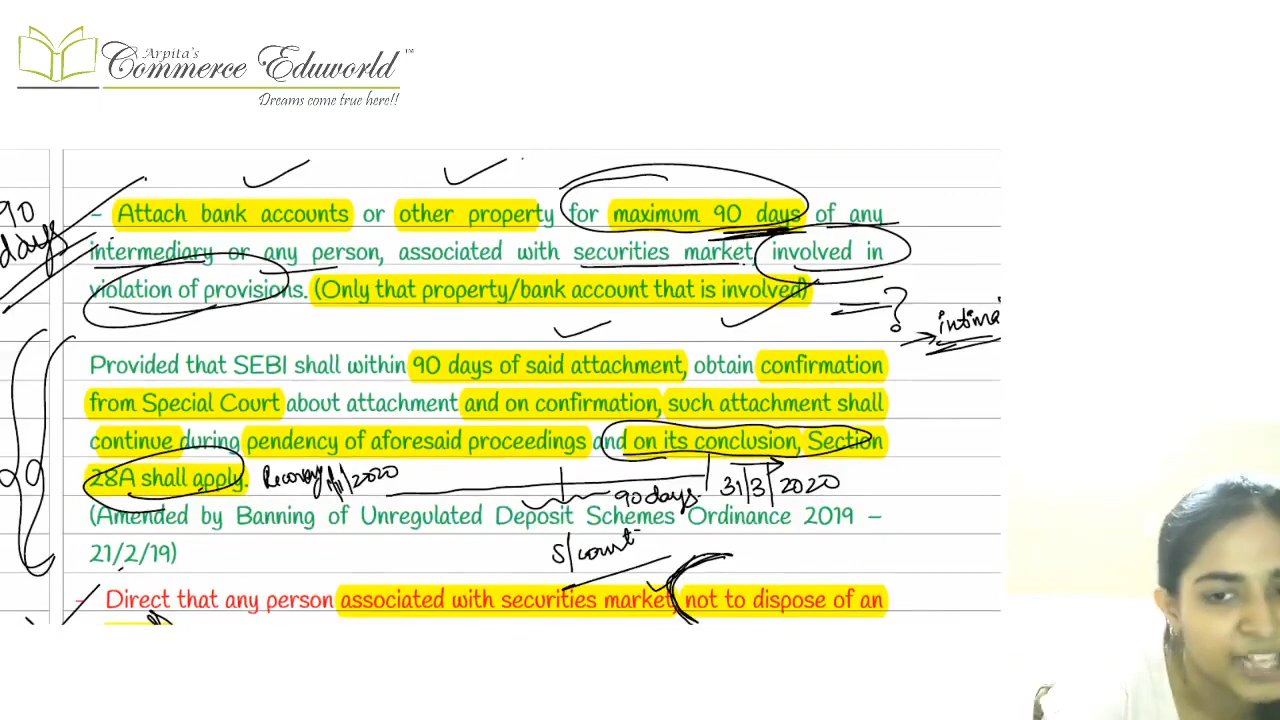 Arpita's
Commerce Eduworld™
Dreams come true here!!
90
days
- Attach bank accounts or other property for maximum 90 days of any
intermediary or any person, associated with securities market, involved in
violation of provisions. (Only that property/bank account that is involved)
?
Provided that SEBI shall within 90 days of said attachment, obtain confirmation
from Special Court about attachment and on confirmation, such attachment shall
continue during pendency of aforesaid proceedings and on its conclusion, Section
28A shall apply.
Recovery
90 days
31/3/2020
(Amended by Banning of Unregulated Deposit Schemes Ordinance 2019 –
21/2/19)
S/court
- Direct that any person associated with securities market, not to dispose of an